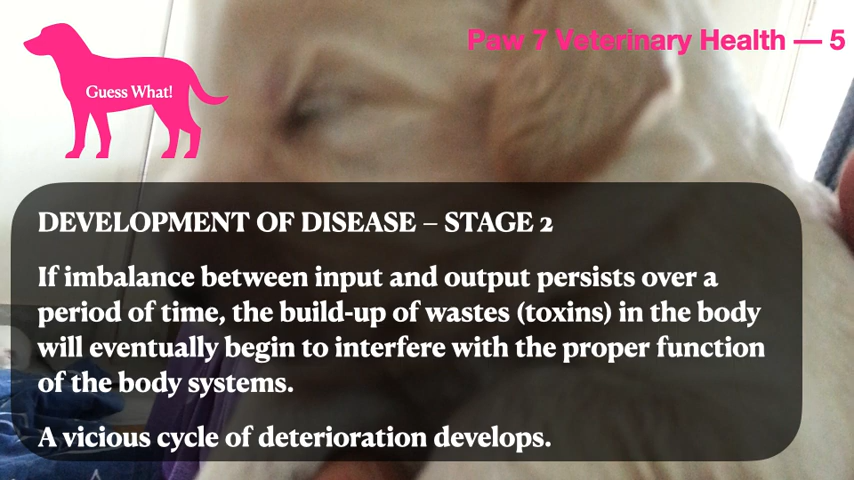 Paw 7 Veterinary Health — 5
Guess What!
DEVELOPMENT OF DISEASE – STAGE 2
If imbalance between input and output persists over a
period of time, the build-up of wastes (toxins) in the body
will eventually begin to interfere with the proper function
of the body systems.
A vicious cycle of deterioration develops.